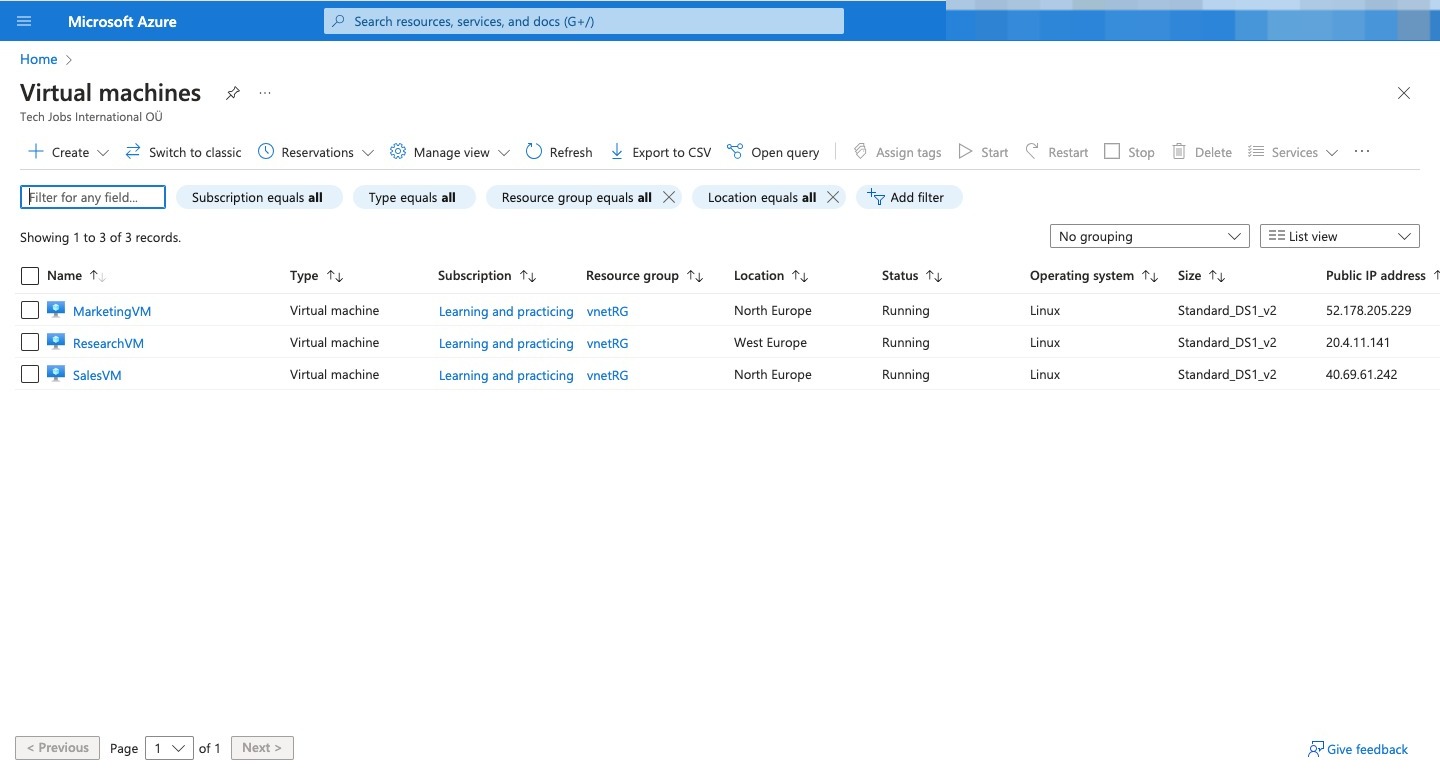 Microsoft Azure
Search resources, services, and docs (G+/)
Home
Virtual machines
Tech Jobs International OÜ
Create Switch to classic Reservations Manage view Refresh Export to CSV Open query Assign tags Start Restart Stop Delete Services
Filter for any field... Subscription equals all Type equals all Resource group equals all Location equals all Add filter
Showing 1 to 3 of 3 records. No grouping List view
Name Type Subscription Resource group Location Status Operating system Size Public IP address
MarketingVM Virtual machine Learning and practicing vnetRG North Europe Running Linux Standard_DS1_v2 52.178.205.229
ResearchVM Virtual machine Learning and practicing vnetRG West Europe Running Linux Standard_DS1_v2 20.4.11.141
SalesVM Virtual machine Learning and practicing vnetRG North Europe Running Linux Standard_DS1_v2 40.69.61.242
< Previous Page 1 of 1 Next > Give feedback